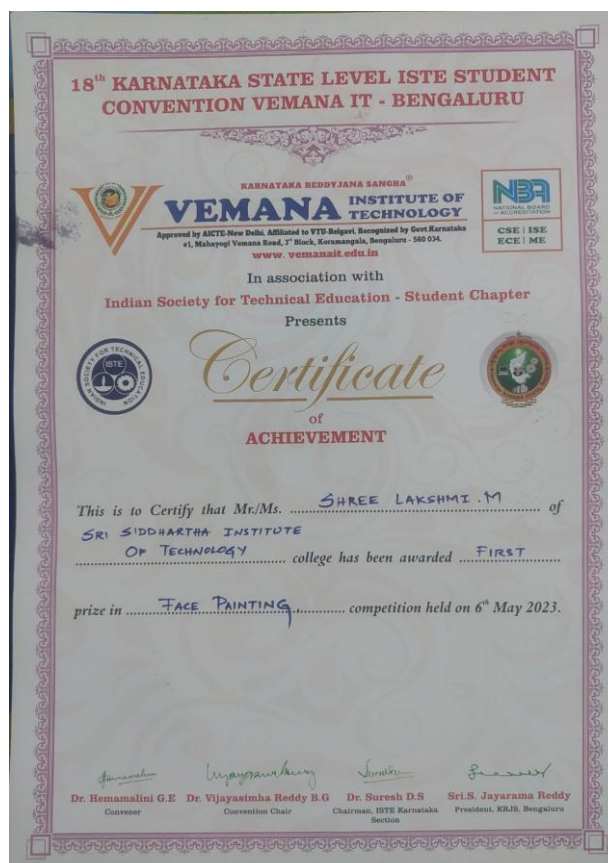 18th KARNATAKA STATE LEVEL ISTE STUDENT
CONVENTION VEMANA IT - BENGALURU
KARNATAKA REDDYJANA SANGHA®
VEMANA INSTITUTE OF TECHNOLOGY
Approved by AICTE-New Delhi, Affiliated to VTU-Belgavi, Recognized by Govt.Karnataka
#1, Mahayogi Vemana Road, 3rd Block, Koramangala, Bengaluru - 560 034.
www. vemanait.edu.in
NBA
NATIONAL BOARD
of ACCREDITATION
CSE | ISE
ECE | ME
In association with
Indian Society for Technical Education - Student Chapter
Presents
INDIAN SOCIETY FOR TECHNICAL EDUCATION
ISTE
Certificate
of
ACHIEVEMENT
This is to Certify that Mr./Ms. SHREE LAKSHMI .M of
SRI SIDDHARTHA INSTITUTE
OF TECHNOLOGY college has been awarded FIRST
prize in FACE PAINTING competition held on 6th May 2023.
Dr. Hemamalini G.E Dr. Vijayasimha Reddy B.G Dr. Suresh D.S Sri.S. Jayarama Reddy
Convener Convention Chair Chairman, ISTE Karnataka Section President, KRJS, Bengaluru